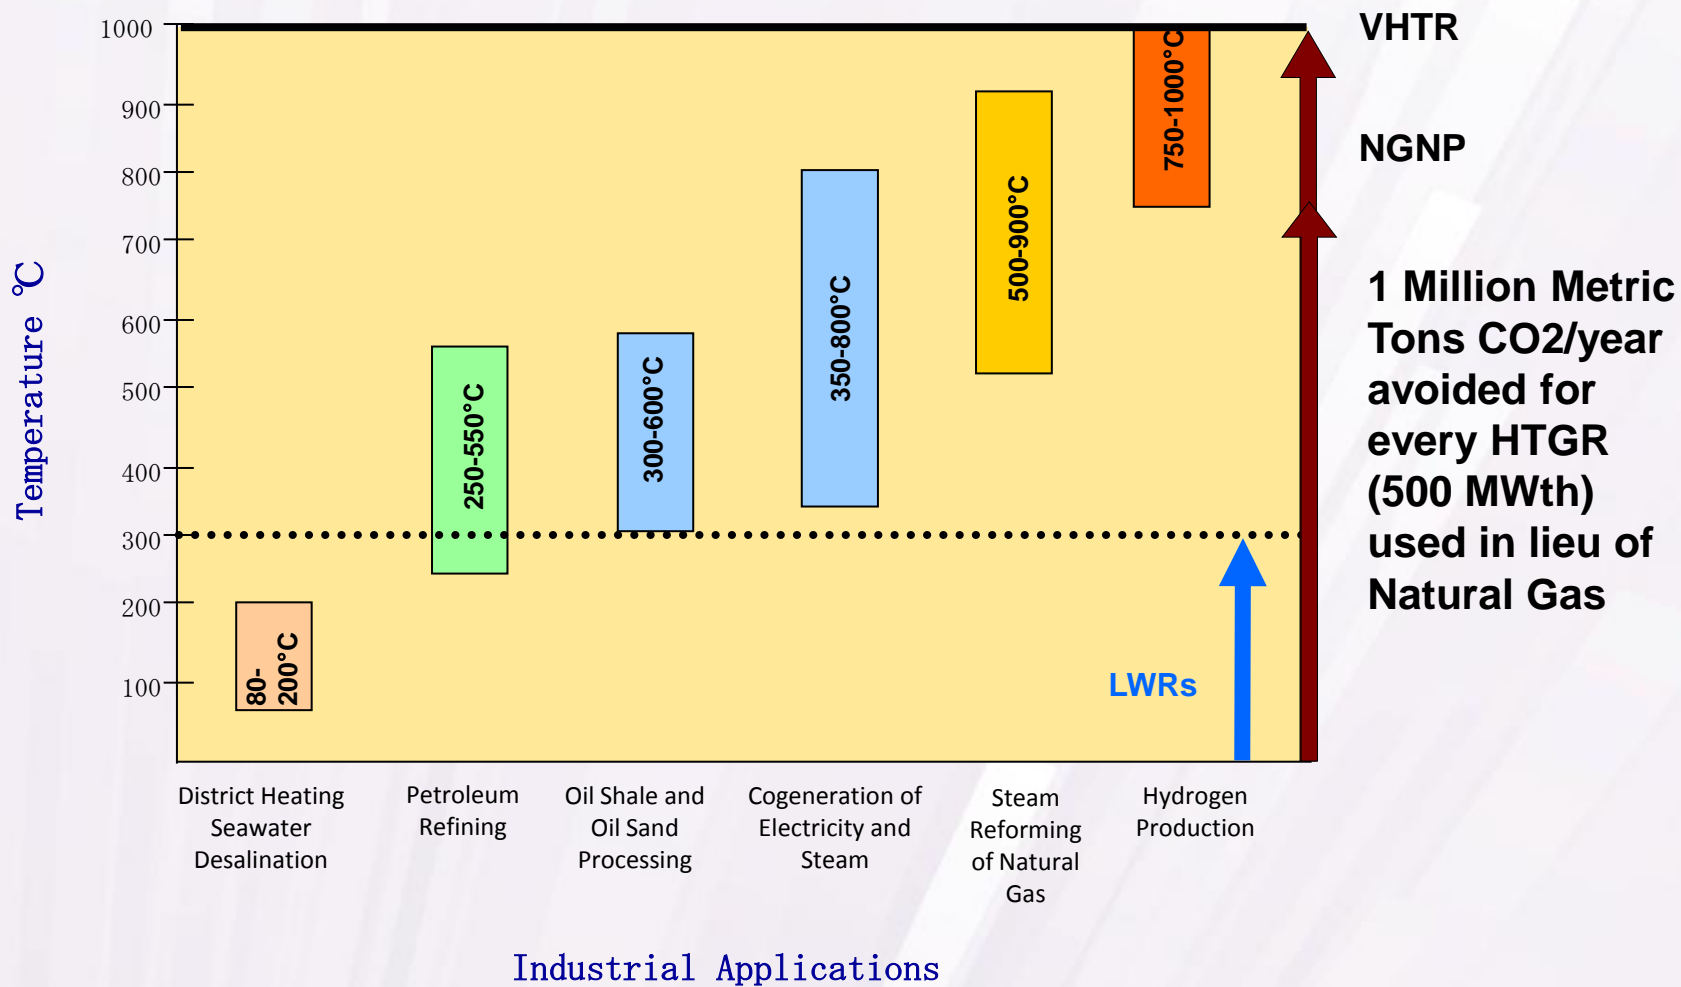 1000
900
800
700
600
500
400
300
200
100
Temperature ℃
80-
200°C
250-550°C
300-600°C
350-800°C
500-900°C
750-1000°C
LWRs
VHTR
NGNP
1 Million Metric
Tons CO2/year
avoided for
every HTGR
(500 MWth)
used in lieu of
Natural Gas
District Heating
Seawater
Desalination
Petroleum
Refining
Oil Shale and
Oil Sand
Processing
Cogeneration of
Electricity and
Steam
Steam
Reforming
of Natural
Gas
Hydrogen
Production
Industrial Applications